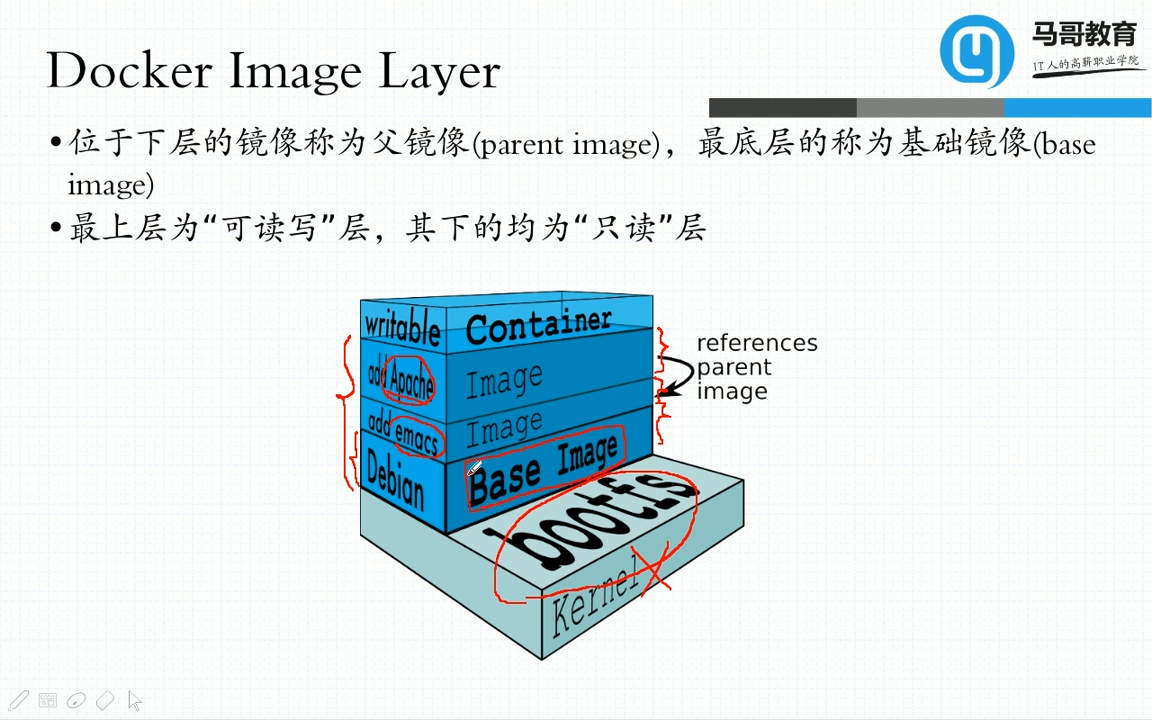 马哥教育
IT人的高薪职业学院
Docker Image Layer
•位于下层的镜像称为父镜像(parent image)，最底层的称为基础镜像(base
image)
•最上层为“可读写”层，其下的均为“只读”层
writable Container
add Apache Image
add emacs Image
Debian Base Image
references
parent
image
bootfs
Kernel